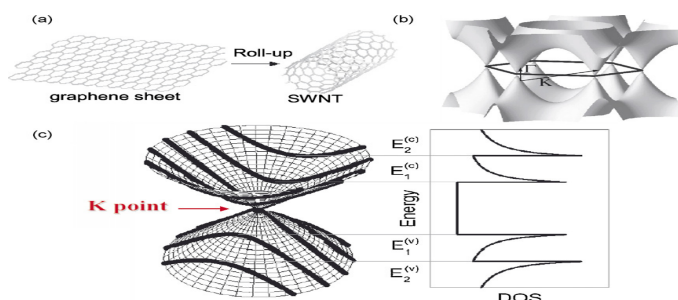 (a)
Roll-up
graphene sheet
SWNT
(b)
Γ
K
(c)
K point
E₂⁽ᶜ⁾
E₁⁽ᶜ⁾
E₁⁽ᵛ⁾
E₂⁽ᵛ⁾
Energy
DOS